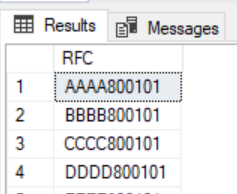 Results Messages
RFC
1 AAAA800101
2 BBBB800101
3 CCCC800101
4 DDDD800101